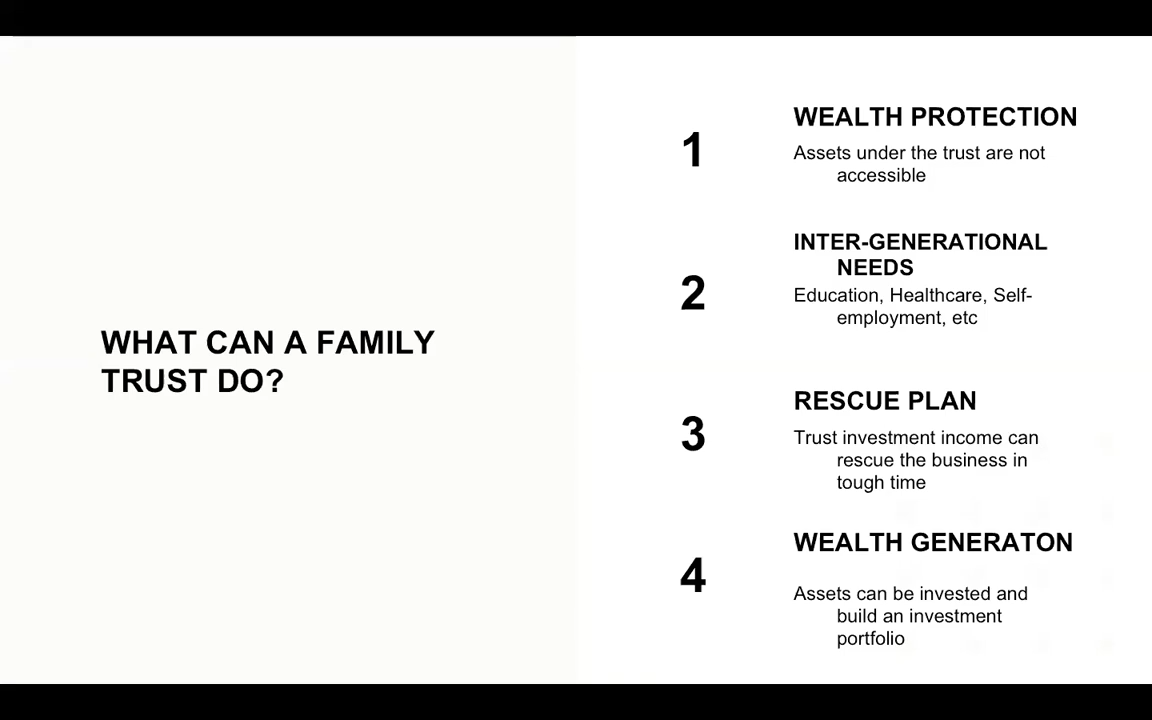 WHAT CAN A FAMILY
TRUST DO?
1
WEALTH PROTECTION
Assets under the trust are not
accessible
2
INTER-GENERATIONAL
NEEDS
Education, Healthcare, Self-
employment, etc
3
RESCUE PLAN
Trust investment income can
rescue the business in
tough time
4
WEALTH GENERATON
Assets can be invested and
build an investment
portfolio